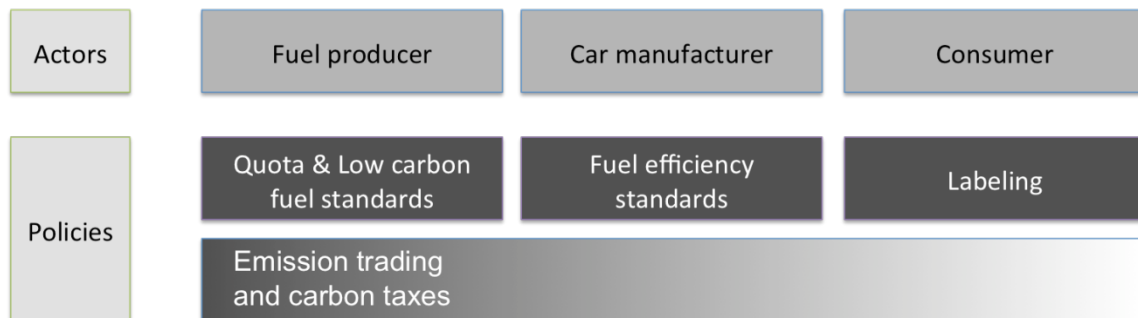 Actors
Fuel producer
Car manufacturer
Consumer
Policies
Quota & Low carbon
fuel standards
Fuel efficiency
standards
Labeling
Emission trading
and carbon taxes